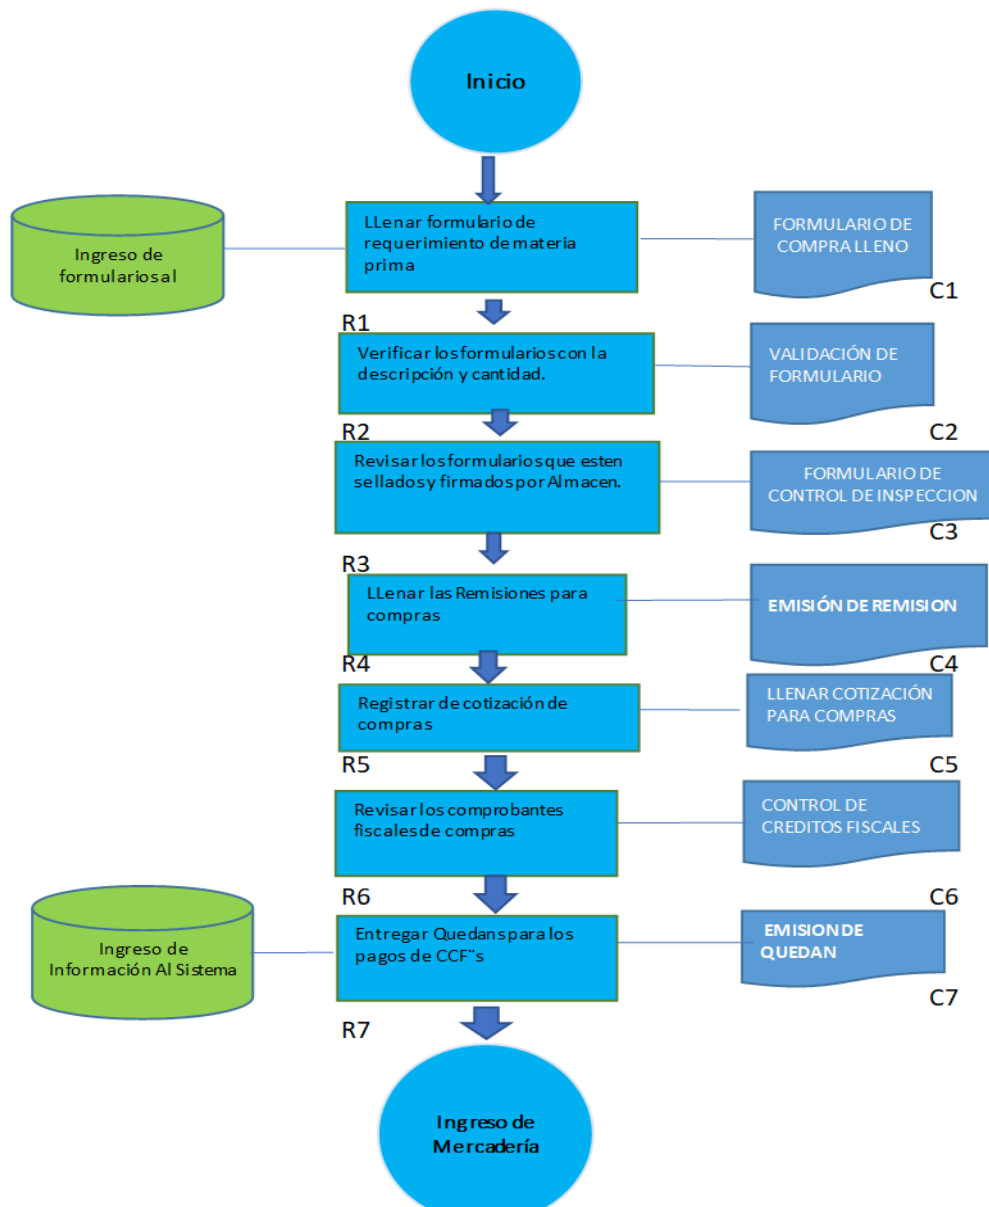 Inicio
LLenar formulario de
requerimiento de materia
prima
Ingreso de
formularios al
FORMULARIO DE
COMPRA LLENO
C1
R1
Verificar los formularios con la
descripción y cantidad.
VALIDACIÓN DE
FORMULARIO
C2
R2
Revisar los formularios que esten
sellados y firmados por Almacen.
FORMULARIO DE
CONTROL DE INSPECCION
C3
R3
LLenar las Remisiones para
compras
EMISIÓN DE REMISION
C4
R4
Registrar de cotización de
compras
LLENAR COTIZACIÓN
PARA COMPRAS
C5
R5
Revisar los comprobantes
fiscales de compras
CONTROL DE
CREDITOS FISCALES
C6
R6
Entregar Quedans para los
pagos de CCF¨s
Ingreso de
Información Al Sistema
EMISION DE
QUEDAN
C7
R7
Ingreso de
Mercadería